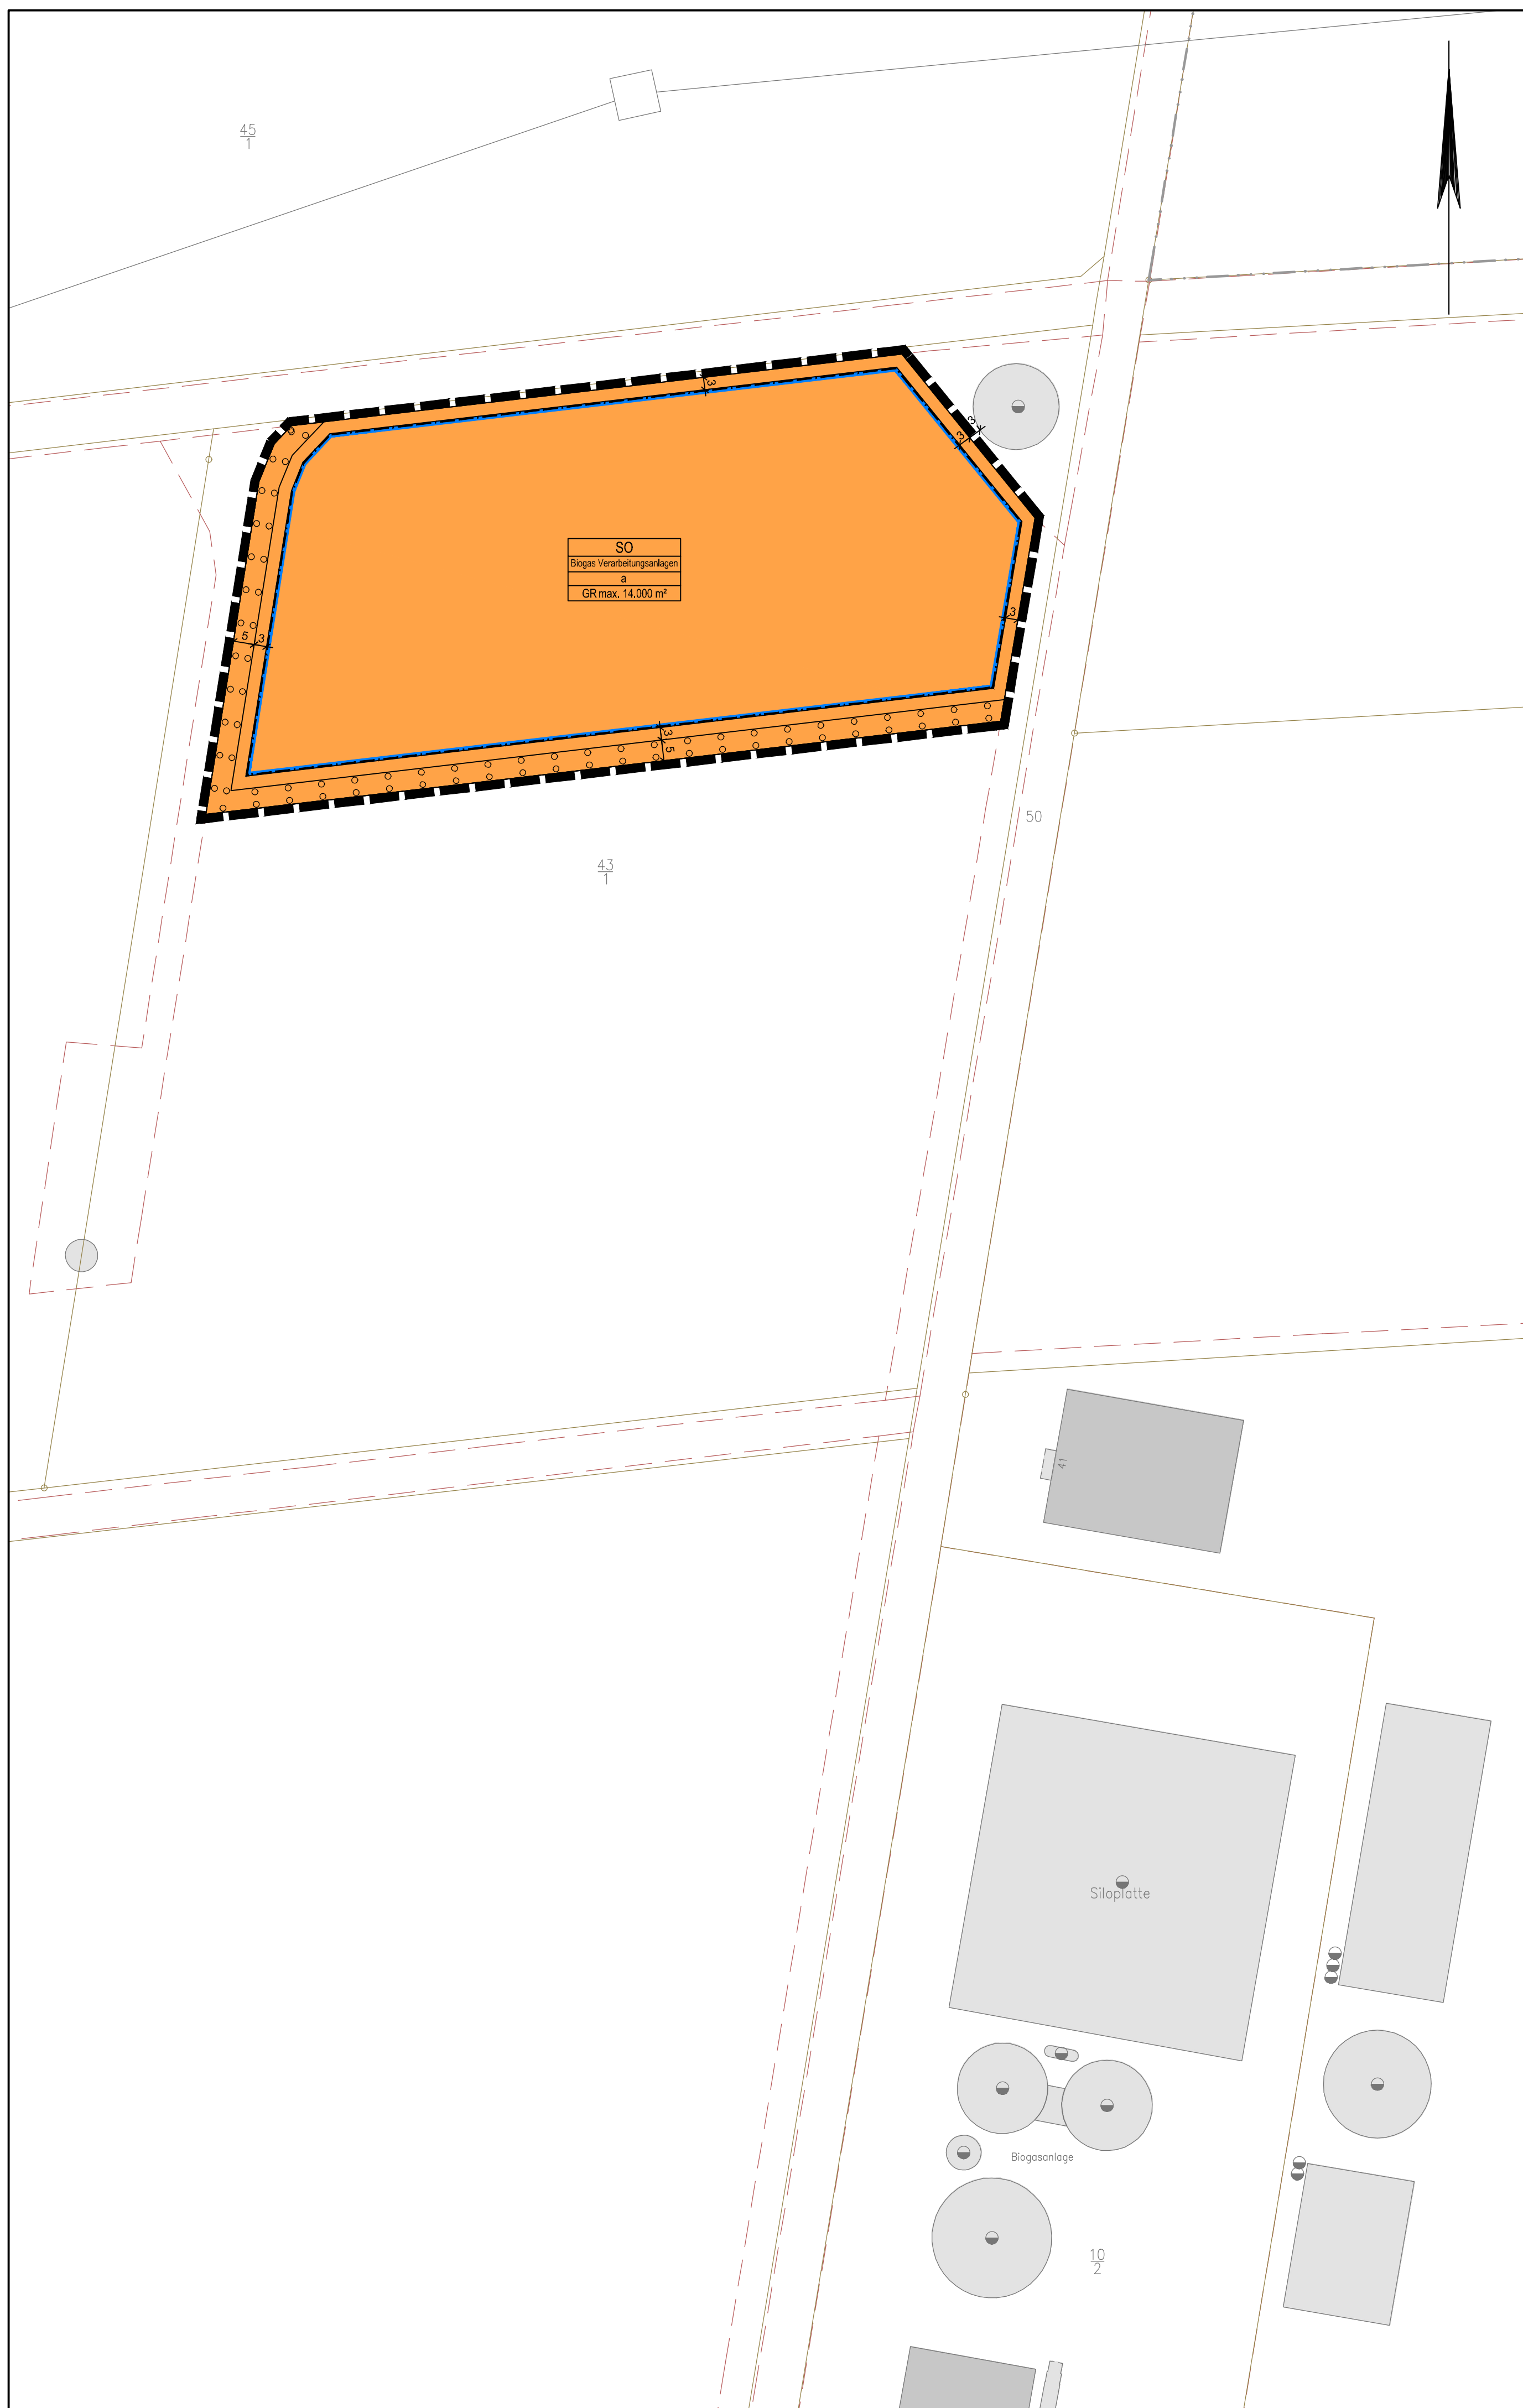 45
1
3
3
3
SO
Biogas Verarbeitungsanlagen
a
GR max. 14.000 m²
3
5
3
3
5
50
43
1
41
Siloplatte
Biogasanlage
10
2